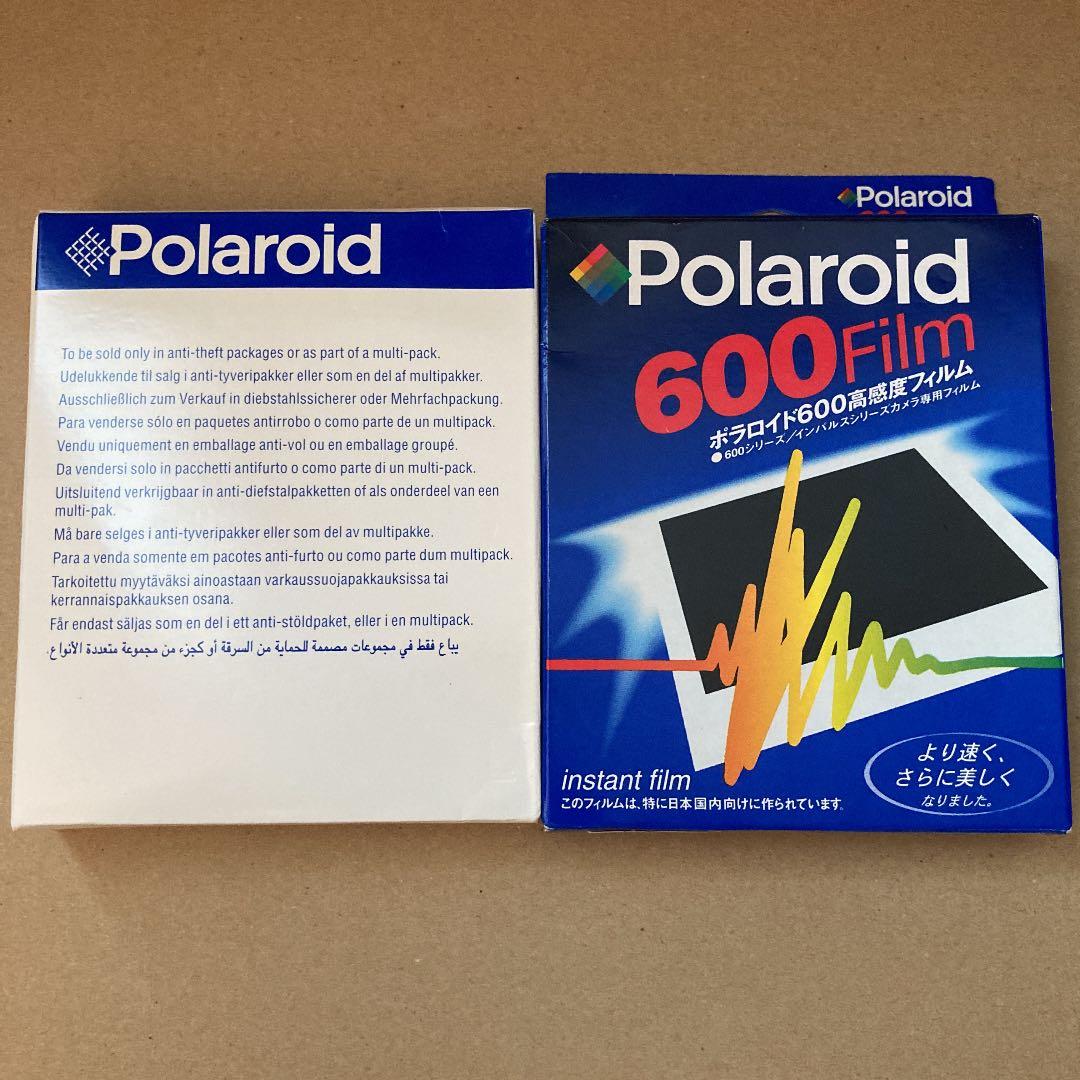 Polaroid
To be sold only in anti-theft packages or as part of a multi-pack.
Udelukkende til salg i anti-tyveripakker eller som en del af multipakker.
Ausschließlich zum Verkauf in diebstahlssicherer oder Mehrfachpackung.
Para venderse sólo en paquetes antirrobo o como parte de un multipack.
Vendu uniquement en emballage anti-vol ou en emballage groupé.
Da vendersi solo in pacchetti antifurto o como parte di un multi-pack.
Uitsluitend verkrijgbaar in anti-diefstalpakketten of als onderdeel van een
multi-pak.
Må bare selges i anti-tyveripakker eller som del av multipakke.
Para a venda somente em pacotes anti-furto ou como parte dum multipack.
Tarkoitettu myytäväksi ainoastaan varkaussuojapakkauksissa tai
kerrannaispakkauksen osana.
Får endast säljas som en del i ett anti-stöldpaket, eller i en multipack.
يباع فقط في مجموعات مصممة للحماية من السرقة أو كجزء من مجموعة متعددة الأنواع.
Polaroid
Polaroid
600Film
ポラロイド600高感度フィルム
●600シリーズ/インパルスシリーズカメラ専用フィルム
より速く、
さらに美しく
なりました。
instant film
このフィルムは、特に日本国内向けに作られています。